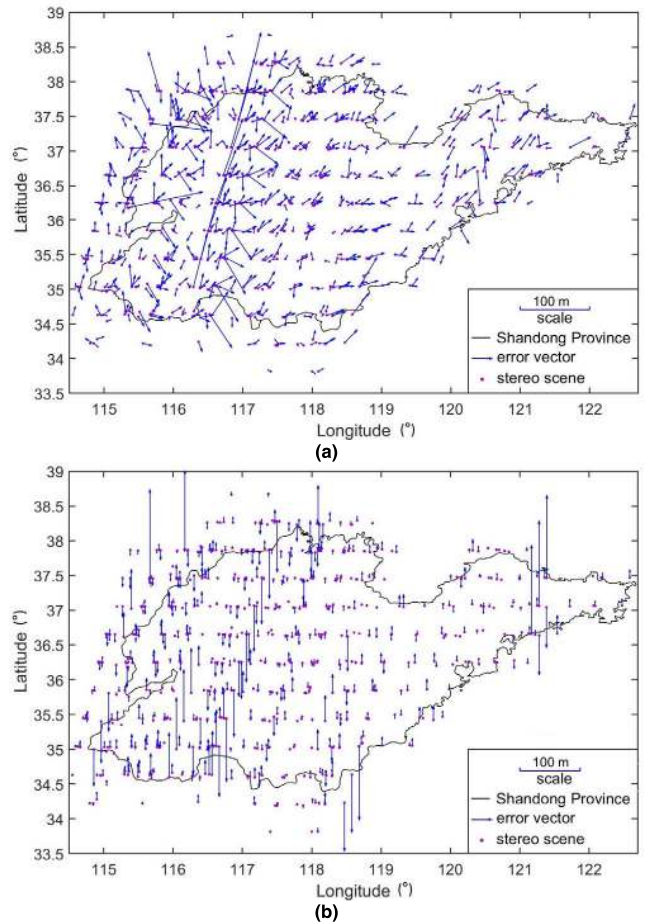 39
38.5
38
37.5
37
36.5
36
35.5
35
34.5
34
33.5
Latitude (°)
115 116 117 118 119 120 121 122
Longitude (°)
100 m
scale
Shandong Province
error vector
stereo scene
(a)
39
38.5
38
37.5
37
36.5
36
35.5
35
34.5
34
33.5
Latitude (°)
115 116 117 118 119 120 121 122
Longitude (°)
100 m
scale
Shandong Province
error vector
stereo scene
(b)